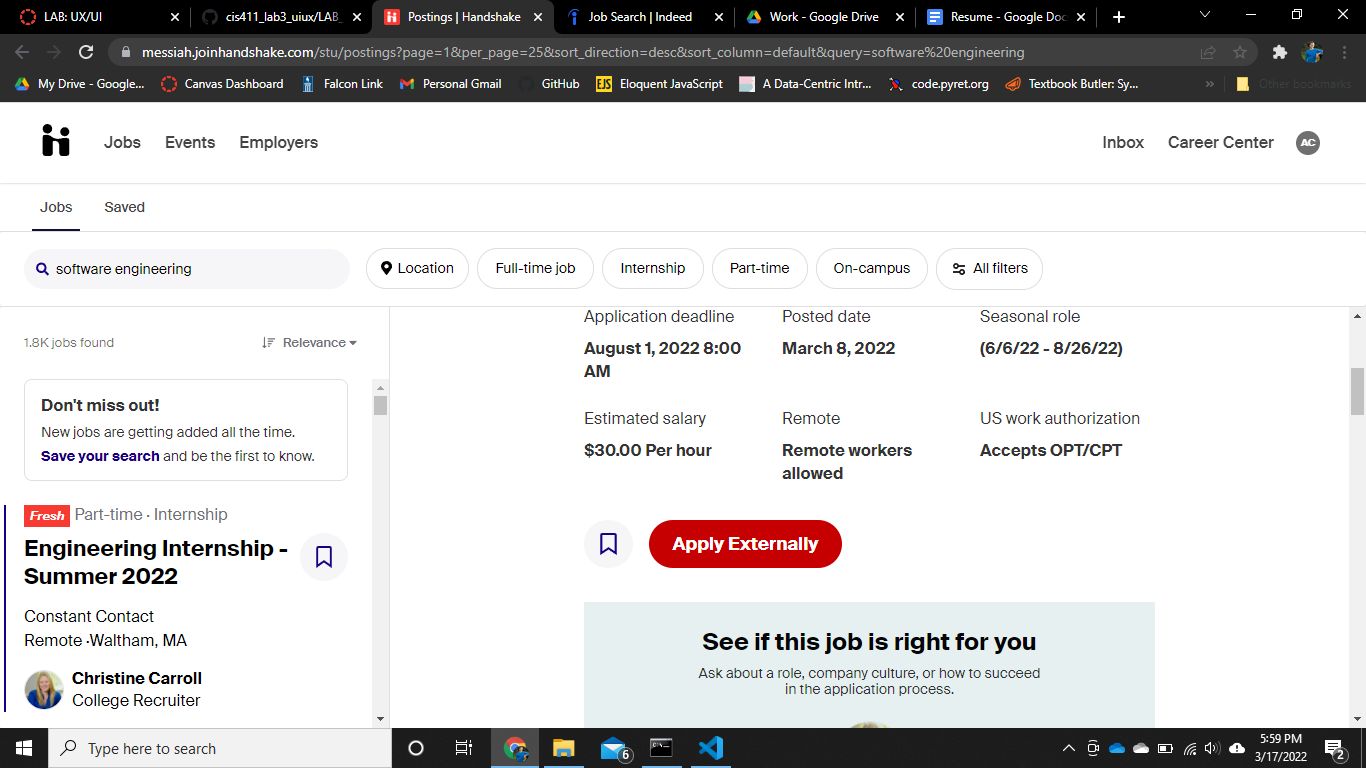 LAB: UX/UI
cis411_lab3_uiux/LAB_
Postings | Handshake
Job Search | Indeed
Work - Google Drive
Resume - Google Doc
messiah.joinhandshake.com/stu/postings?page=1&per_page=25&sort_direction=desc&sort_column=default&query=software%20engineering
My Drive - Google...
Canvas Dashboard
Falcon Link
Personal Gmail
GitHub
EJS
Eloquent JavaScript
A Data-Centric Intr...
code.pyret.org
Textbook Butler: Sy...
»
Other bookmarks
Jobs
Events
Employers
Inbox
Career Center
AC
Jobs
Saved
software engineering
Location
Full-time job
Internship
Part-time
On-campus
All filters
1.8K jobs found
Relevance
Don't miss out!
New jobs are getting added all the time.
Save your search and be the first to know.
Fresh Part-time · Internship
Engineering Internship -
Summer 2022
Constant Contact
Remote ·Waltham, MA
Christine Carroll
College Recruiter
Application deadline
August 1, 2022 8:00
AM
Posted date
March 8, 2022
Seasonal role
(6/6/22 - 8/26/22)
Estimated salary
$30.00 Per hour
Remote
Remote workers
allowed
US work authorization
Accepts OPT/CPT
Apply Externally
See if this job is right for you
Ask about a role, company culture, or how to succeed
in the application process.
Type here to search
6
5:59 PM
3/17/2022
2